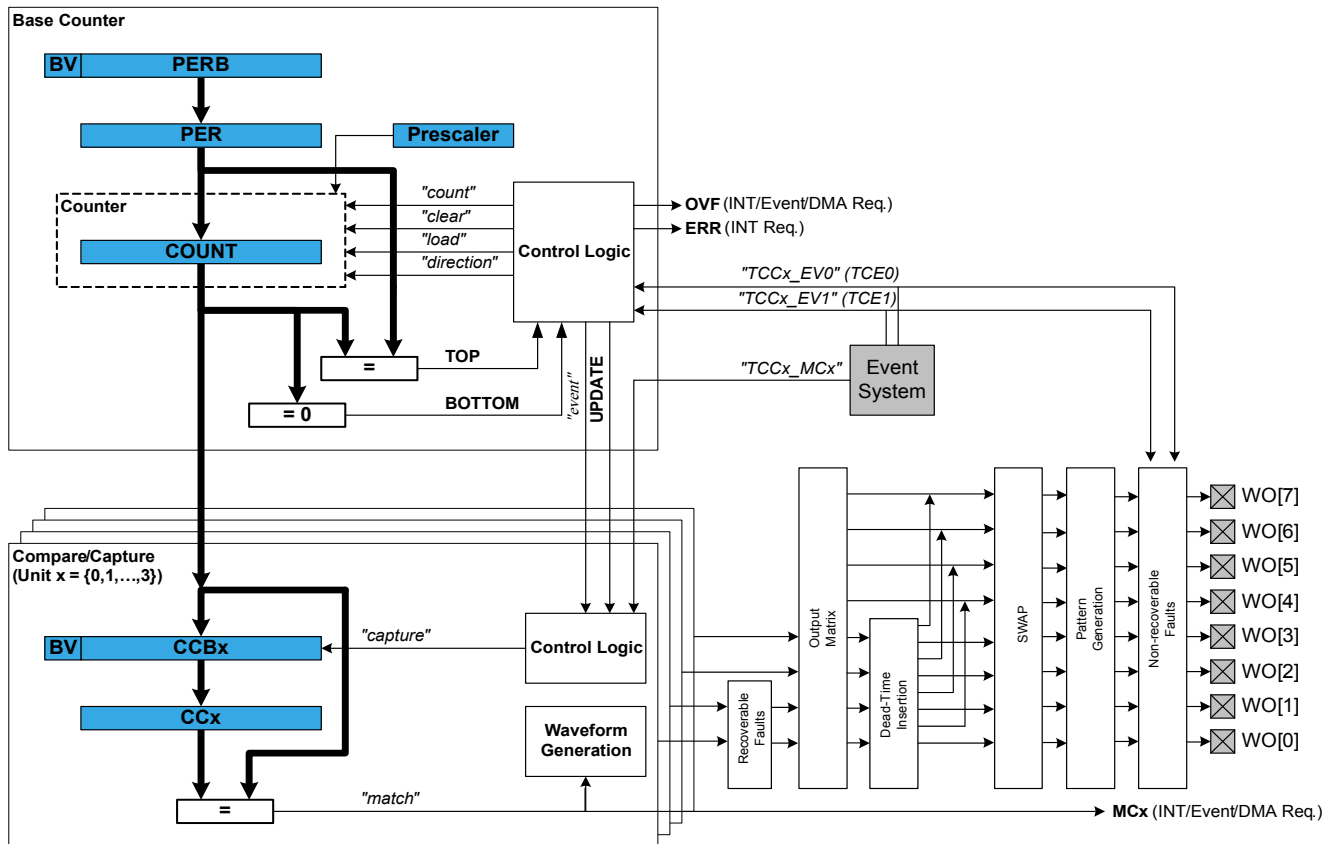 Base Counter
BV
PERB
PER
Prescaler
Counter
COUNT
"count"
"clear"
"load"
"direction"
Control Logic
OVF (INT/Event/DMA Req.)
ERR (INT Req.)
"TCCx_EV0" (TCE0)
"TCCx_EV1" (TCE1)
"TCCx_MCx"
Event
System
=
TOP
= 0
BOTTOM
"event"
UPDATE
Compare/Capture
(Unit x = {0,1,…,3})
BV
CCBx
"capture"
Control Logic
CCx
Waveform
Generation
=
"match"
MCx (INT/Event/DMA Req.)
Recoverable
Faults
Output
Matrix
Dead-Time
Insertion
SWAP
Pattern
Generation
Non-recoverable
Faults
WO[7]
WO[6]
WO[5]
WO[4]
WO[3]
WO[2]
WO[1]
WO[0]